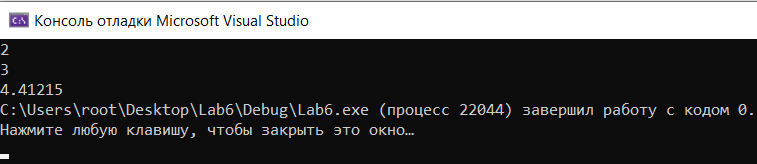 Консоль отладки Microsoft Visual Studio
2
3
4.41215
C:\Users\root\Desktop\Lab6\Debug\Lab6.exe (процесс 22044) завершил работу с кодом 0.
Нажмите любую клавишу, чтобы закрыть это окно…